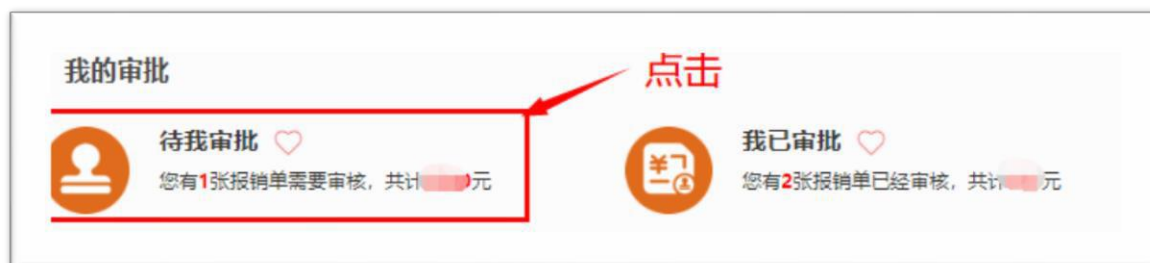 我的审批
点击
待我审批
您有1张报销单需要审核，共计元
我已审批
您有2张报销单已经审核，共计元